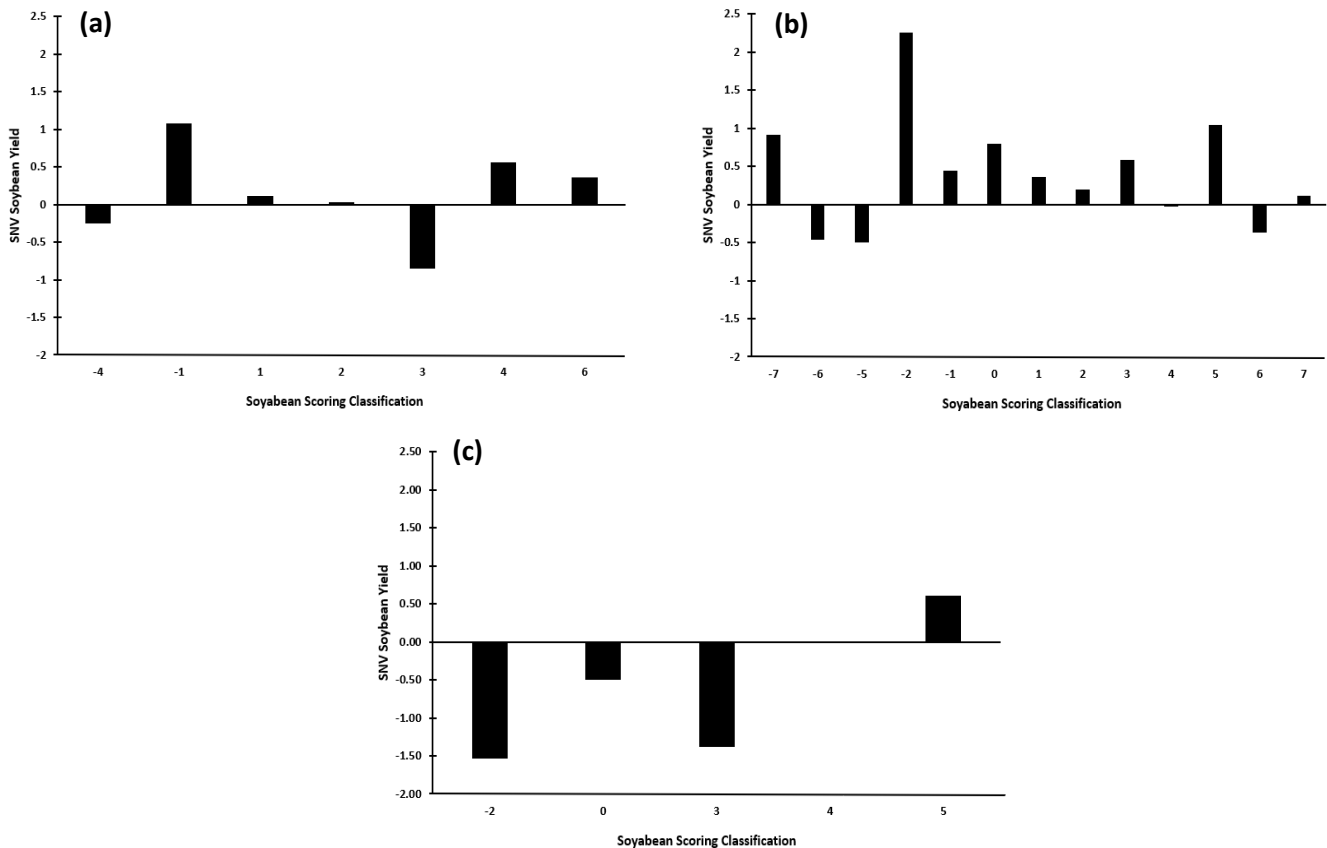 (a)
2.5
2
1.5
1
0.5
0
-0.5
-1
-1.5
-2
SNV Soybean Yield
-4 -1 1 2 3 4 6
Soyabean Scoring Classification
(b)
2.5
2
1.5
1
0.5
0
-0.5
-1
-1.5
-2
SNV Soybean Yield
-7 -6 -5 -2 -1 0 1 2 3 4 5 6 7
Soyabean Scoring Classification
(c)
2.50
2.00
1.50
1.00
0.50
0.00
-0.50
-1.00
-1.50
-2.00
SNV Soybean Yield
-2 0 3 4 5
Soyabean Scoring Classification